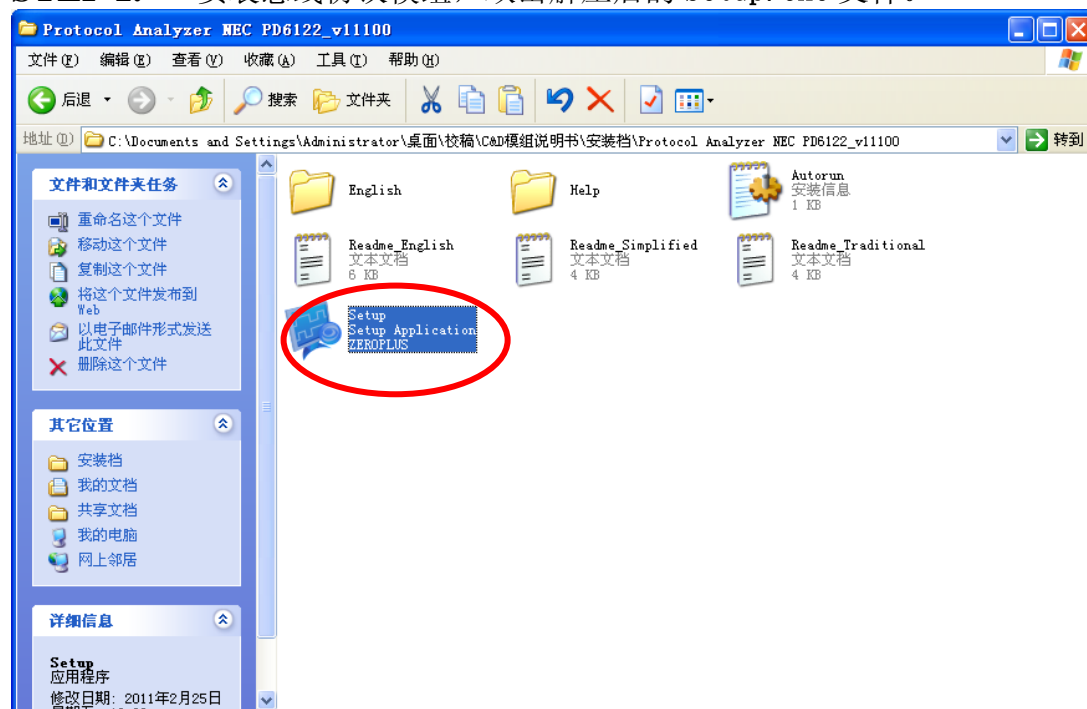 Protocol Analyzer NEC PD6122_v11100
文件(F) 编辑(E) 查看(V) 收藏(A) 工具(T) 帮助(H)
后退 搜索 文件夹
地址(D) C:\Documents and Settings\Administrator\桌面\校稿\C&D模组说明书\安装档\Protocol Analyzer NEC PD6122_v11100 转到
文件和文件夹任务
重命名这个文件
移动这个文件
复制这个文件
将这个文件发布到
Web
以电子邮件形式发送
此文件
删除这个文件
其它位置
安装档
我的文档
共享文档
我的电脑
网上邻居
详细信息
Setup
应用程序
修改日期: 2011年2月25日
English
Help
Autorun
安装信息
1 KB
Readme_English
文本文档
6 KB
Readme_Simplified
文本文档
4 KB
Readme_Traditional
文本文档
4 KB
Setup
Setup Application
ZEROPLUS